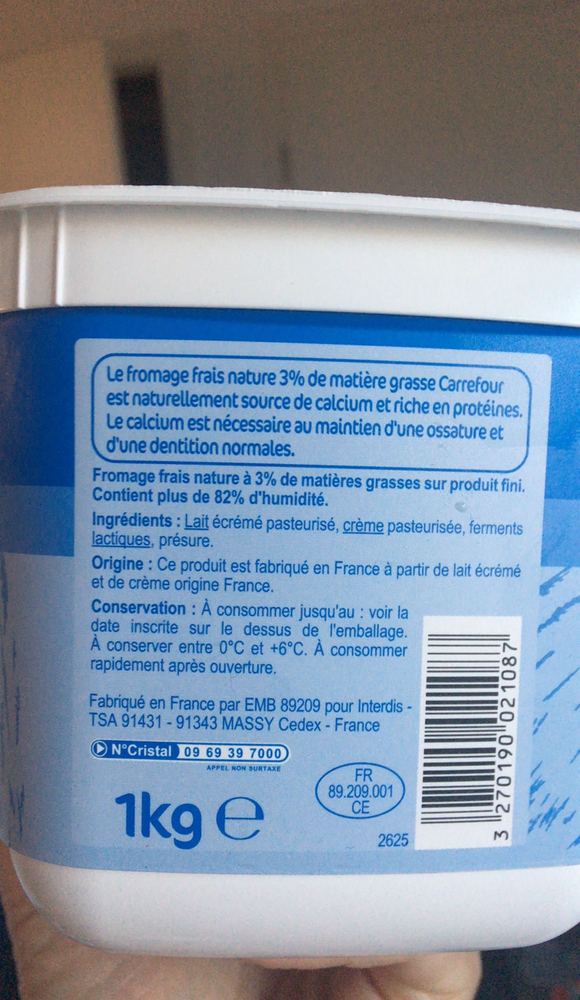 Le fromage frais nature 3% de matière grasse Carrefour
est naturellement source de calcium et riche en protéines.
Le calcium est nécessaire au maintien d'une ossature et
d'une dentition normales.
Fromage frais nature à 3% de matières grasses sur produit fini.
Contient plus de 82% d'humidité.
Ingrédients : Lait écrémé pasteurisé, crème pasteurisée, ferments
lactiques, présure.
Origine : Ce produit est fabriqué en France à partir de lait écrémé
et de crème origine France.
Conservation : À consommer jusqu'au : voir la
date inscrite sur le dessus de l'emballage.
À conserver entre 0°C et +6°C. À consommer
rapidement après ouverture.
Fabriqué en France par EMB 89209 pour Interdis -
TSA 91431 - 91343 MASSY Cedex - France
N°Cristal 09 69 39 7000
APPEL NON SURTAXE
1kg e
FR
89.209.001
CE
2625
3 270190 021087